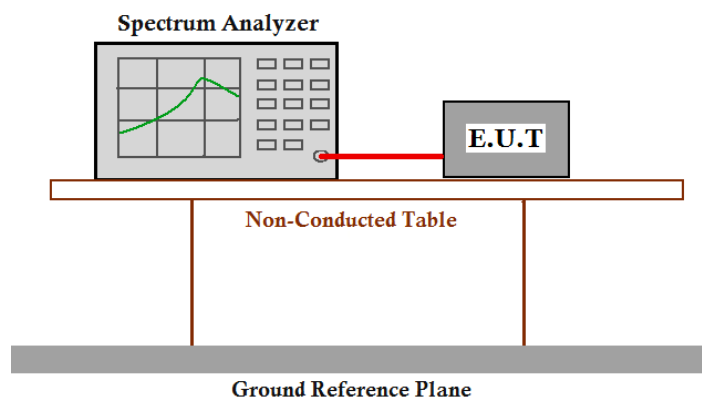 Spectrum Analyzer
E.U.T
Non-Conducted Table
Ground Reference Plane